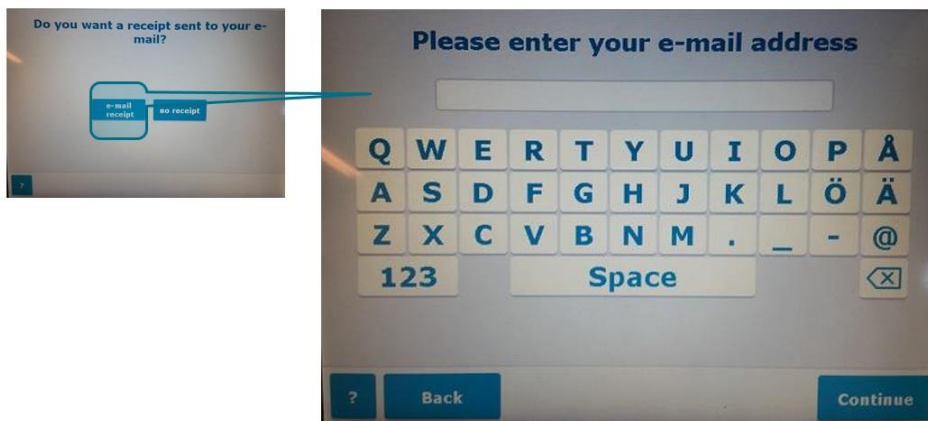 Do you want a receipt sent to your e-
mail?
e-mail
receipt
no receipt
?
Please enter your e-mail address
Q W E R T Y U I O P Å
A S D F G H J K L Ö Ä
Z X C V B N M . _ - @
123 Space
? Back Continue